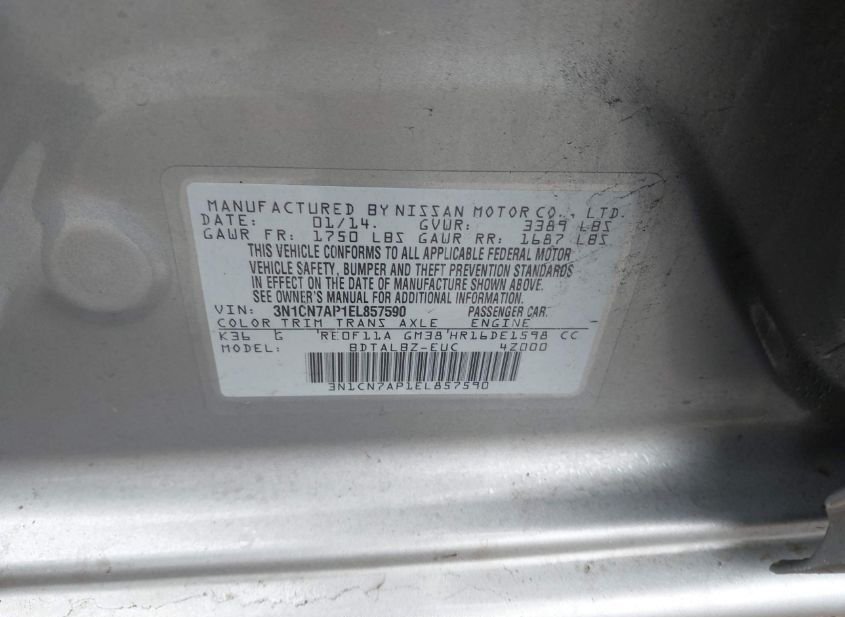 MANUFACTURED BY NISSAN MOTOR CO., LTD.
DATE: 01/14. GVWR: 3389 LBS
GAWR FR: 1750 LBS GAWR RR: 1687 LBS
THIS VEHICLE CONFORMS TO ALL APPLICABLE FEDERAL MOTOR
VEHICLE SAFETY, BUMPER AND THEFT PREVENTION STANDARDS
IN EFFECT ON THE DATE OF MANUFACTURE SHOWN ABOVE.
SEE OWNER'S MANUAL FOR ADDITIONAL INFORMATION.
VIN: 3N1CN7AP1EL857590 PASSENGER CAR.
COLOR TRIM TRANS AXLE ENGINE
K36 G 'RE0F11A GM38'HR16DE1598 CC
MODEL: BDTALBZ-EUC 4Z000
3N1CN7AP1EL857590